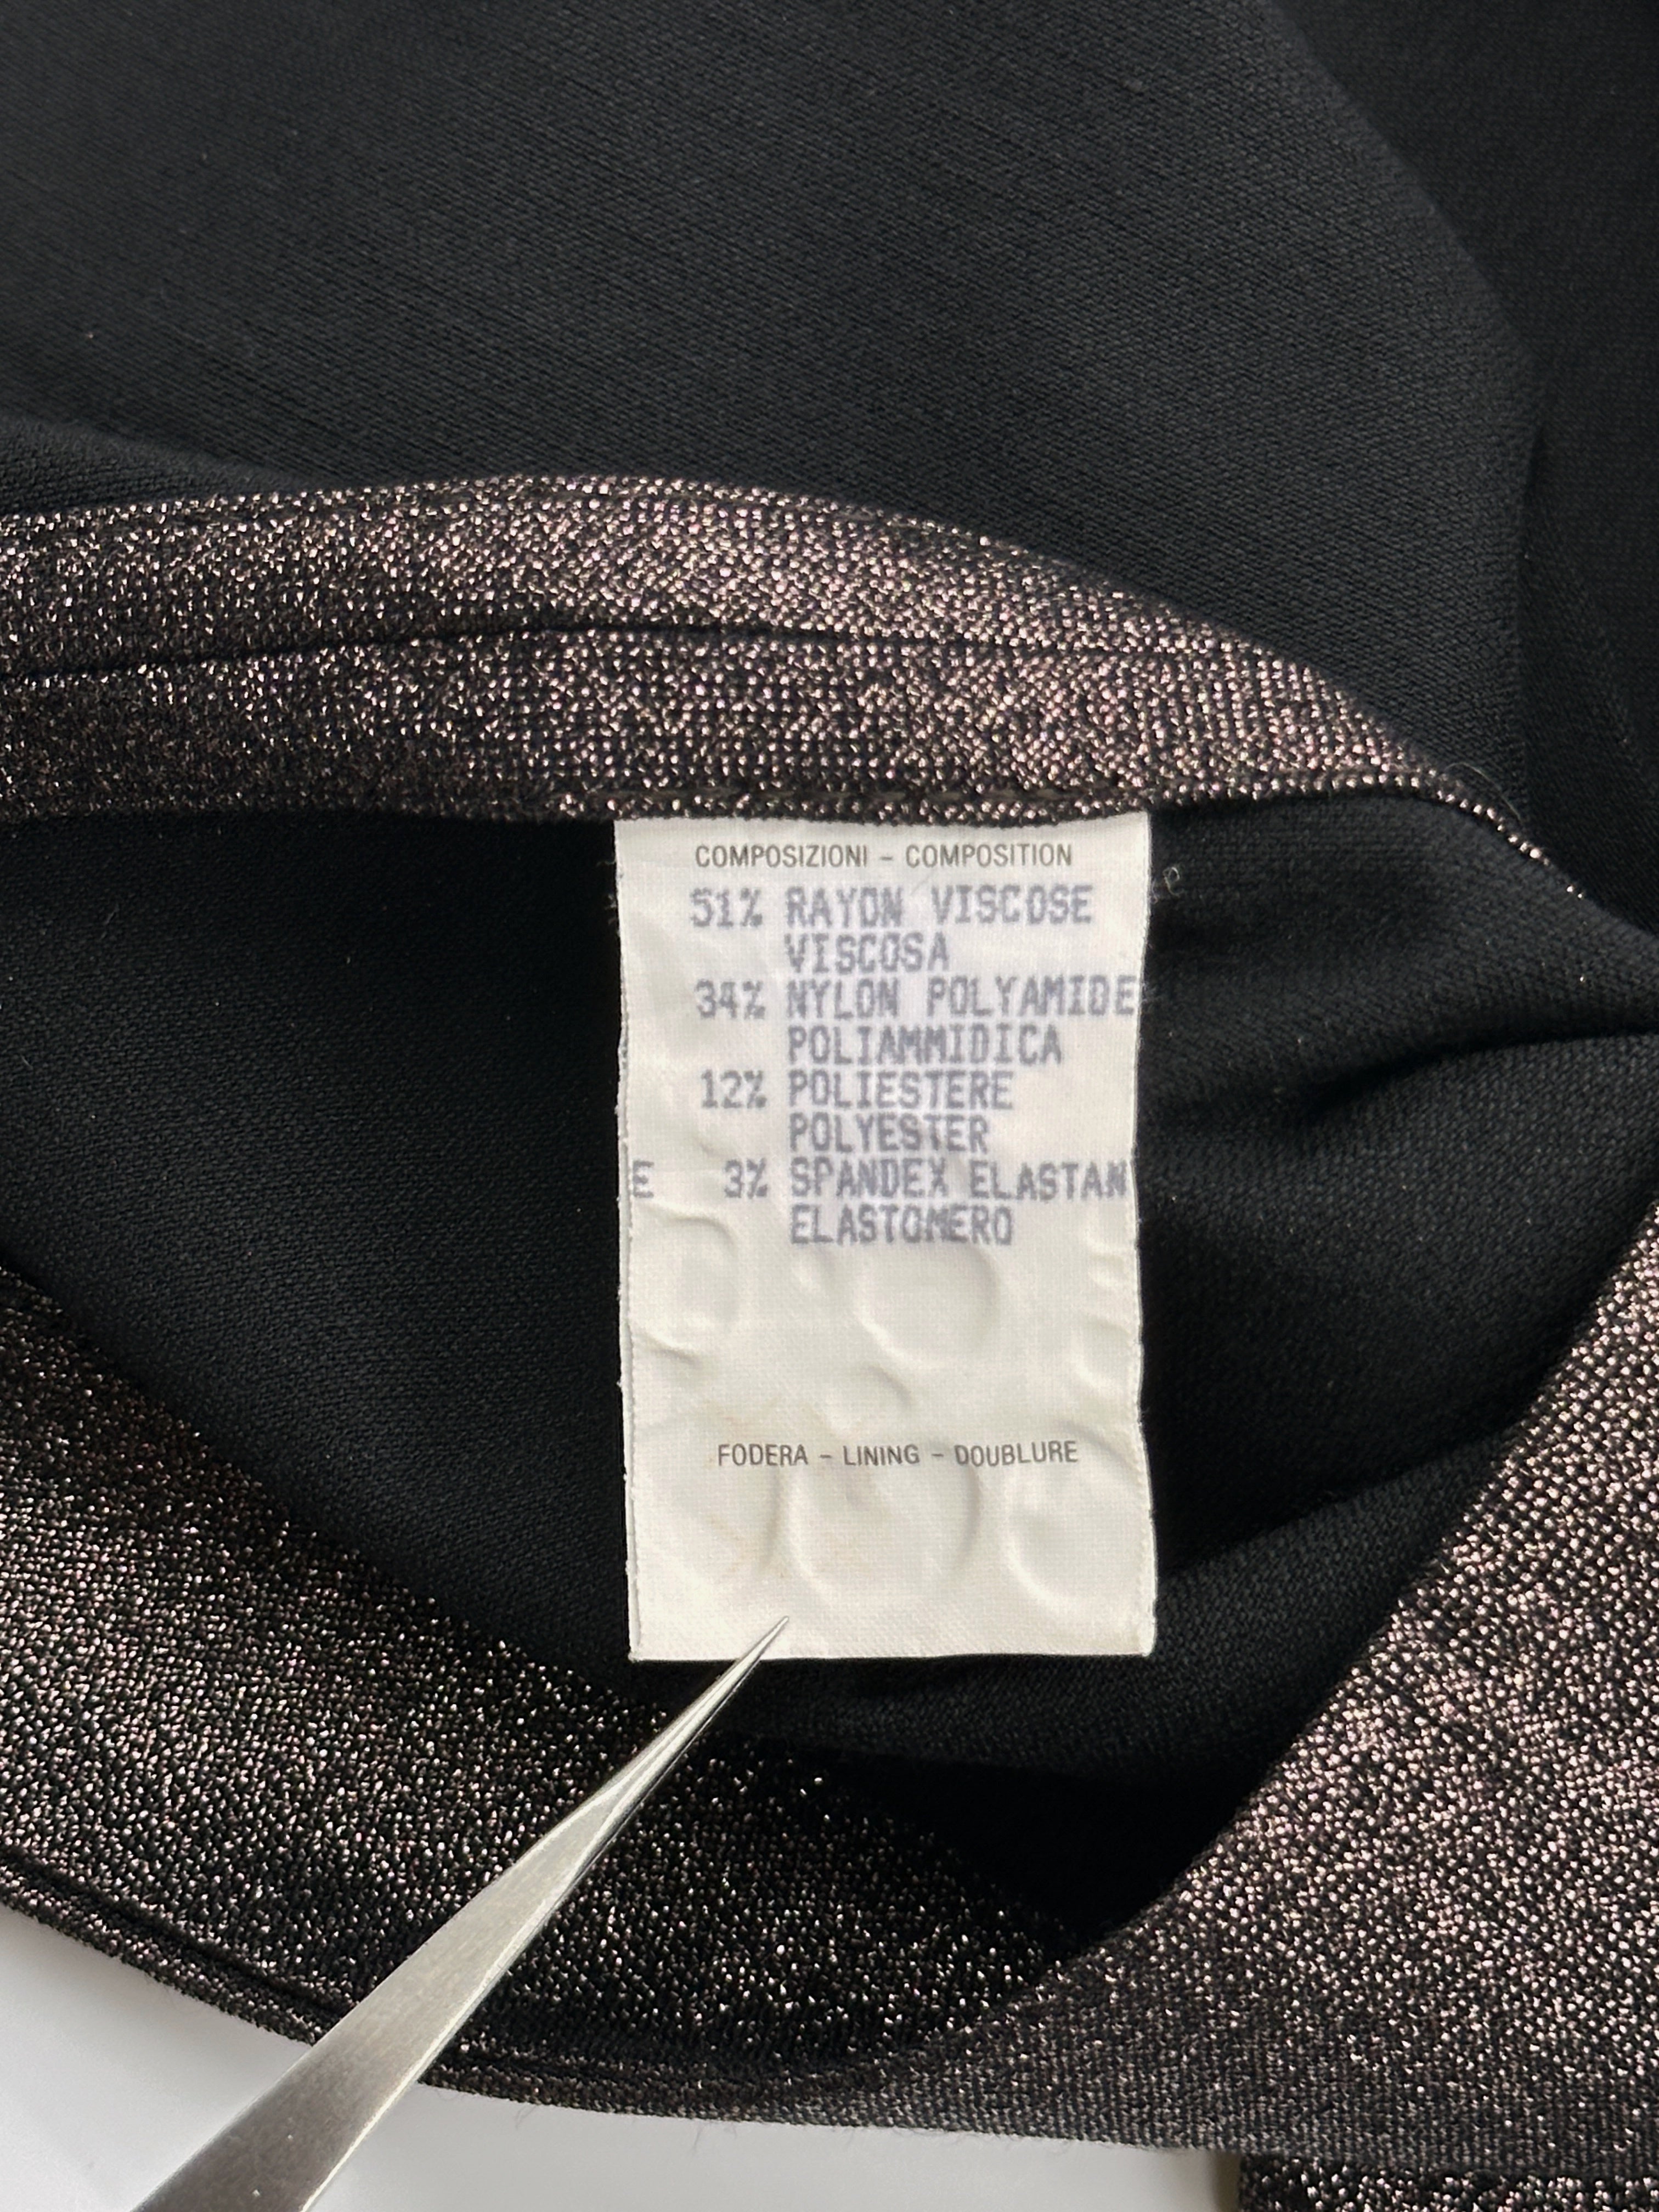 COMPOSIZIONI - COMPOSITION
51% RAYON VISCOSE
VISCOSA
34% NYLON POLYAMIDE
POLIAMMIDICA
12% POLIESTERE
POLYESTER
E 3% SPANDEX ELASTAN
ELASTOMERO
FODERA - LINING - DOUBLURE